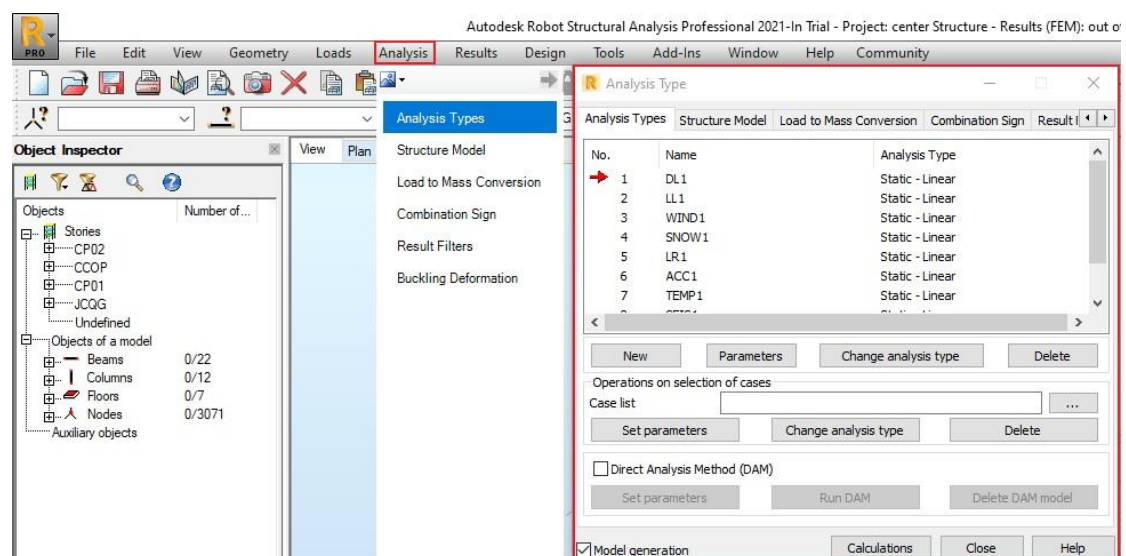 Autodesk Robot Structural Analysis Professional 2021-In Trial - Project: center Structure - Results (FEM): out o
PRO File Edit View Geometry Loads Analysis Results Design Tools Add-Ins Window Help Community
Analysis Types
Structure Model
Load to Mass Conversion
Combination Sign
Result Filters
Buckling Deformation
Object Inspector
View Plan
Objects Number of...
Stories
CP02
CCOP
CP01
JCQG
Undefined
Objects of a model
Beams 0/22
Columns 0/12
Floors 0/7
Nodes 0/3071
Auxiliary objects
Analysis Type
Analysis Types Structure Model Load to Mass Conversion Combination Sign Result
No. Name Analysis Type
1 DL1 Static - Linear
2 LL1 Static - Linear
3 WIND1 Static - Linear
4 SNOW1 Static - Linear
5 LR1 Static - Linear
6 ACC1 Static - Linear
7 TEMP1 Static - Linear
New Parameters Change analysis type Delete
Operations on selection of cases
Case list ...
Set parameters Change analysis type Delete
Direct Analysis Method (DAM)
Set parameters Run DAM Delete DAM model
Model generation Calculations Close Help